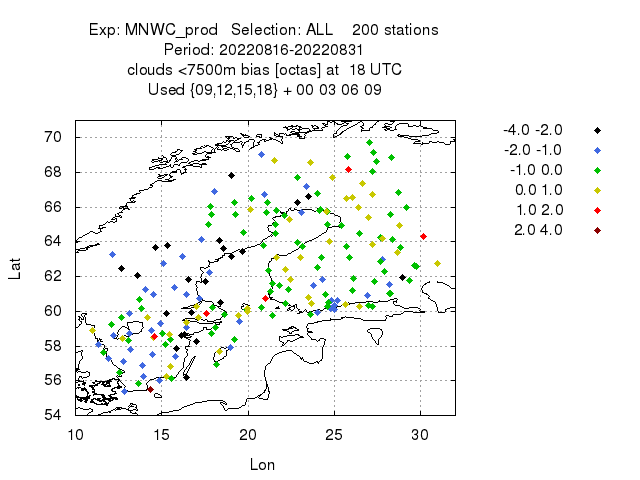 Exp: MNWC_prod Selection: ALL 200 stations
Period: 20220816-20220831
clouds <7500m bias [octas] at 18 UTC
Used {09,12,15,18} + 00 03 06 09
70
68
66
64
62
60
58
56
54
10 15 20 25 30
Lat
Lon
-4.0 -2.0
-2.0 -1.0
-1.0 0.0
0.0 1.0
1.0 2.0
2.0 4.0